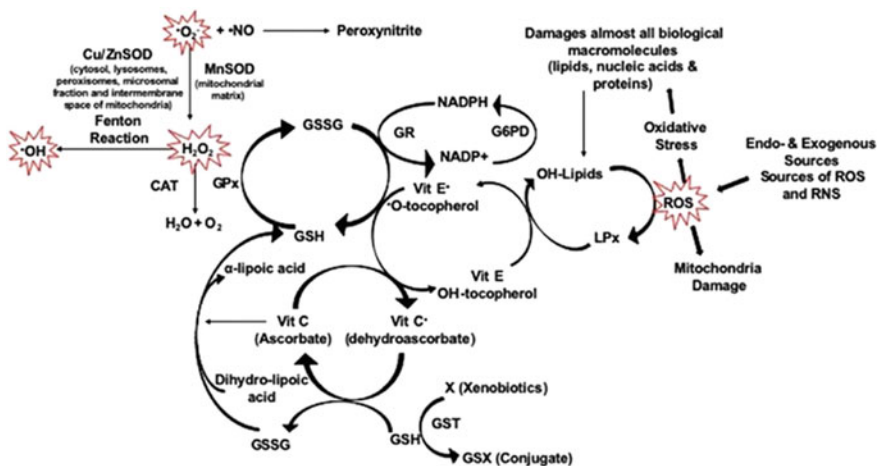 •O₂•⁻ + •NO
Peroxynitrite
Cu/ZnSOD
(cytosol, lysosomes,
peroxisomes, microsomal
fraction and intermembrane
space of mitochondria)
MnSOD
(mitochondrial
matrix)
Fenton
Reaction
•OH
H₂O₂
CAT
GPx
H₂O + O₂
GSSG
GSH
GR
NADPH
G6PD
NADP+
Vit E•
•O-tocopherol
Vit E
OH-tocopherol
Damages almost all biological
macromolecules
(lipids, nucleic acids &
proteins)
Oxidative
Stress
Endo- & Exogenous
Sources
Sources of ROS
and RNS
OH-Lipids
ROS
LPx
Mitochondria
Damage
α-lipoic acid
Vit C
(Ascorbate)
Vit C•
(dehydroascorbate)
Dihydro-lipoic
acid
GSSG
GSH
X (Xenobiotics)
GST
GSX (Conjugate)